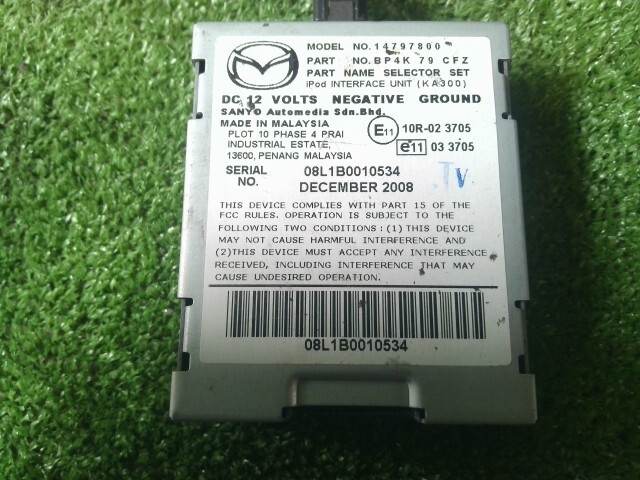 MODEL NO.14797800
PART NO.BP4K 79 CFZ
PART NAME SELECTOR SET
iPod INTERFACE UNIT (KA300)
DC 12 VOLTS NEGATIVE GROUND
SANYO Automedia Sdn.Bhd.
MADE IN MALAYSIA
PLOT 10 PHASE 4 PRAI
INDUSTRIAL ESTATE,
13600, PENANG MALAYSIA
E11 10R-02 3705
e11 03 3705
SERIAL NO. 08L1B0010534
DECEMBER 2008
TV
THIS DEVICE COMPLIES WITH PART 15 OF THE
FCC RULES. OPERATION IS SUBJECT TO THE
FOLLOWING TWO CONDITIONS:(1) THIS DEVICE
MAY NOT CAUSE HARMFUL INTERFERENCE AND
(2)THIS DEVICE MUST ACCEPT ANY INTERFERENCE
RECEIVED, INCLUDING INTERFERENCE THAT MAY
CAUSE UNDESIRED OPERATION.
08L1B0010534